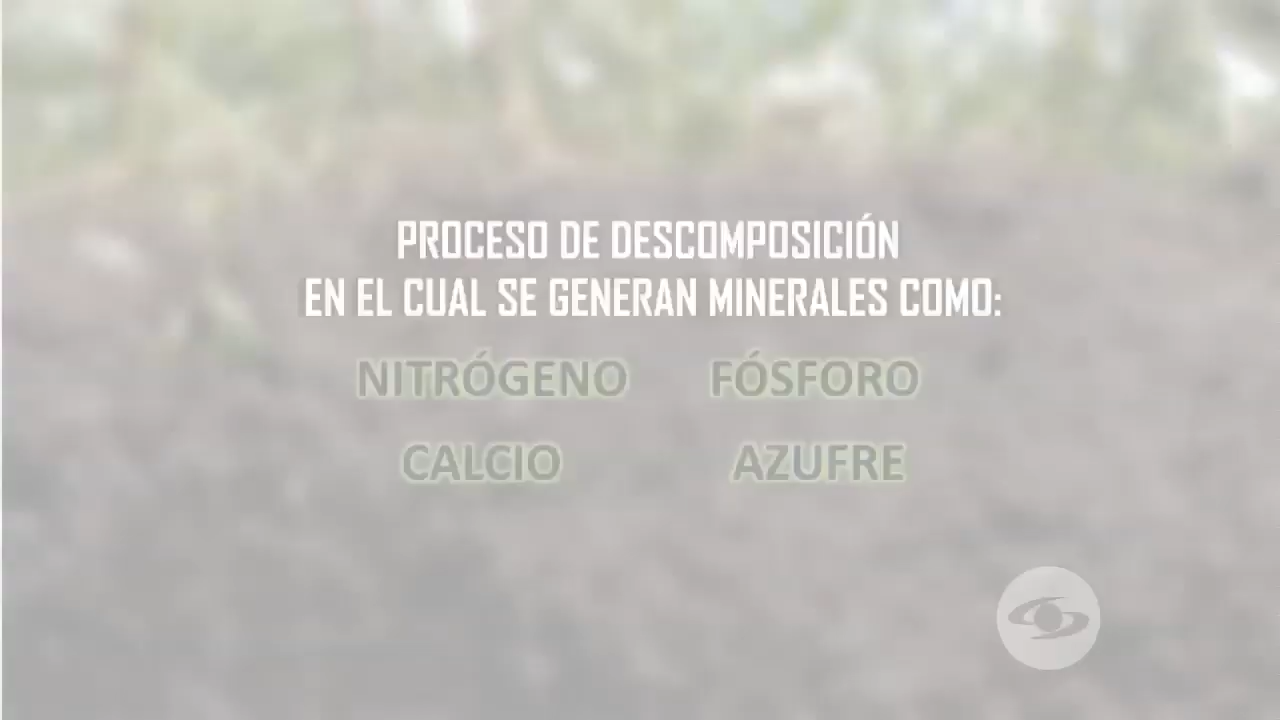 PROCESO DE DESCOMPOSICIÓN
EN EL CUAL SE GENERAN MINERALES COMO:
NITRÓGENO FÓSFORO
CALCIO AZUFRE